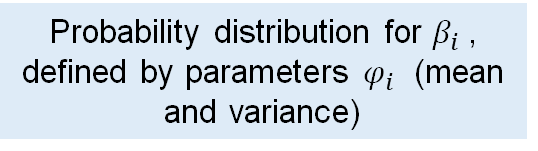 Probability distribution for βᵢ ,
defined by parameters φᵢ (mean
and variance)